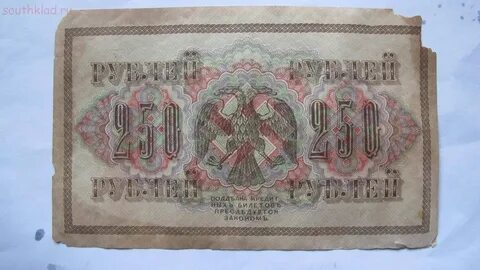 southklad.ru
РУБЛЕЙ РУБЛЕЙ
250 250
РУБЛЕЙ РУБЛЕЙ
ПОДДѢЛКА КРЕДИТ
НЫХЪ БИЛЕТОВЪ
ПРЕСЛѢДУЕТСЯ
ЗАКОНОМЪ